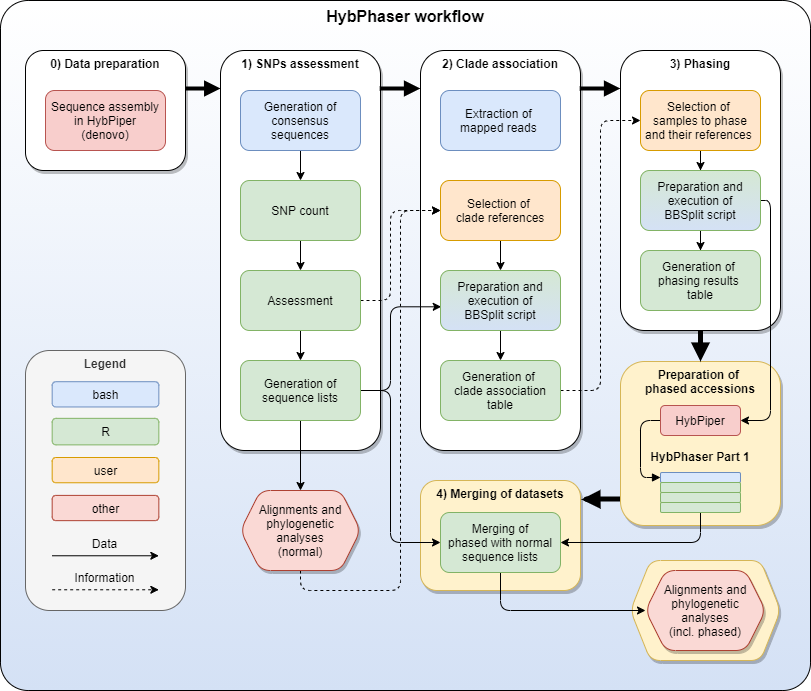 HybPhaser workflow
0) Data preparation
Sequence assembly
in HybPiper
(denovo)
1) SNPs assessment
Generation of
consensus
sequences
SNP count
Assessment
Generation of
sequence lists
Alignments and
phylogenetic
analyses
(normal)
2) Clade association
Extraction of
mapped reads
Selection of
clade references
Preparation and
execution of
BBSplit script
Generation of
clade association
table
3) Phasing
Selection of
samples to phase
and their references
Preparation and
execution of
BBSplit script
Generation of
phasing results
table
Preparation of
phased accessions
HybPiper
HybPhaser Part 1
4) Merging of datasets
Merging of
phased with normal
sequence lists
Alignments and
phylogenetic
analyses
(incl. phased)
Legend
bash
R
user
other
Data
Information